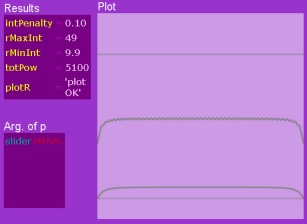 Results
intPenalty = 0.10
rMaxInt = 49
rMinInt = 9.9
totPow = 5100
plotR = 'plot
OK'
Arg. of p
slider
Plot